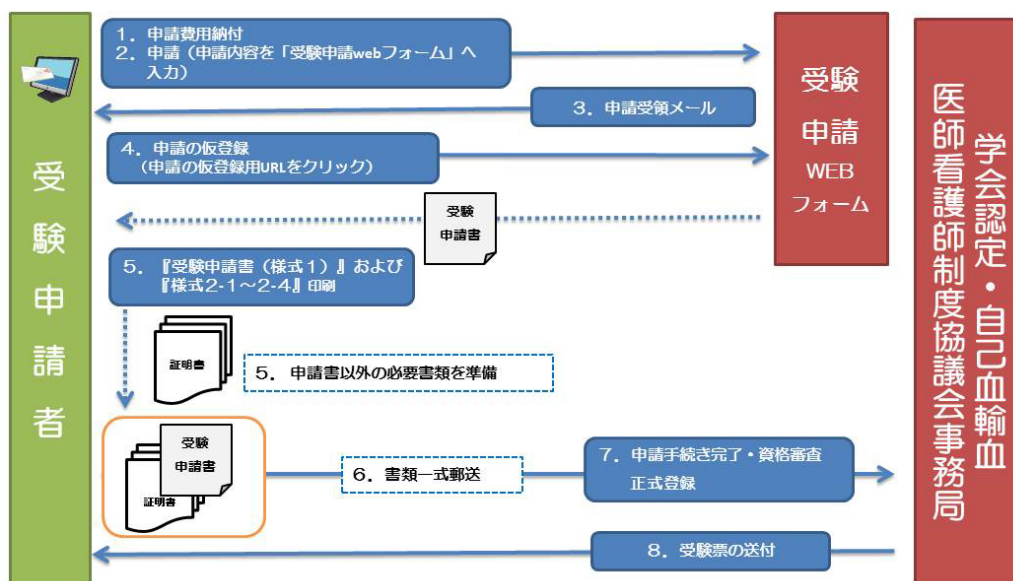 受験申請者
1. 申請費用納付
2. 申請（申請内容を「受験申請webフォーム」へ
入力）
3. 申請受領メール
4. 申請の仮登録
（申請の仮登録用URLをクリック）
受験
申請書
5. 『受験申請書（様式１）』および
『様式2-1～2-4』印刷
証明書
5. 申請書以外の必要書類を準備
受験
申請書
証明書
6. 書類一式郵送
7. 申請手続き完了・資格審査
正式登録
8. 受験票の送付
受験
申請
WEB
フォーム
学会認定・自己血輸血
医師看護師制度協議会事務局